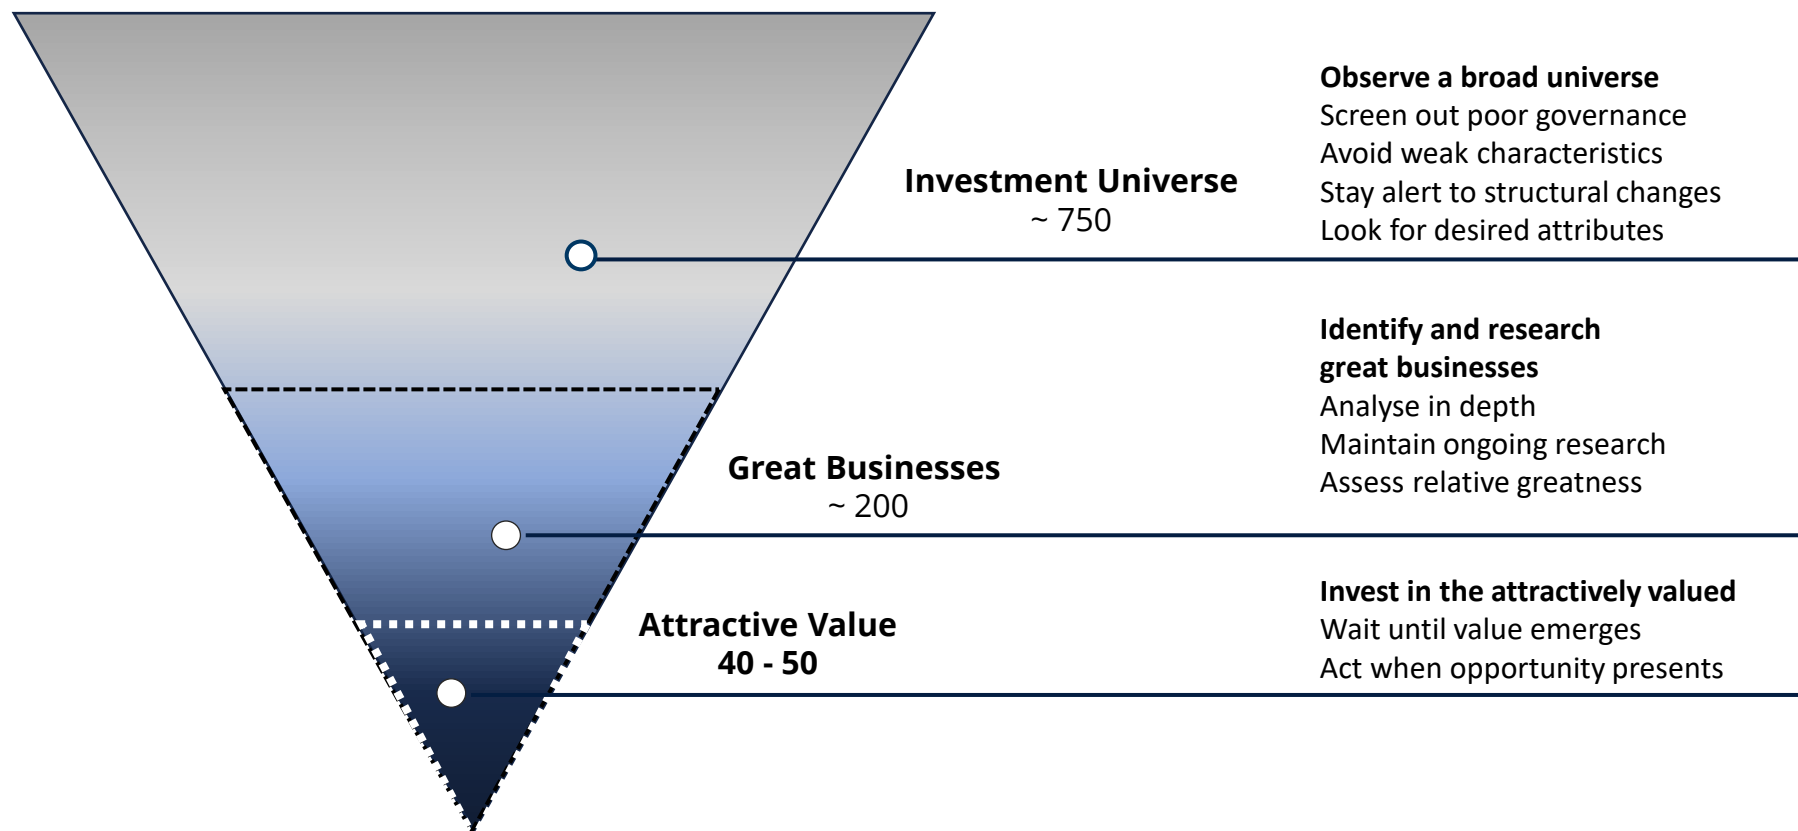 Investment Universe
~ 750
Observe a broad universe
Screen out poor governance
Avoid weak characteristics
Stay alert to structural changes
Look for desired attributes
Great Businesses
~ 200
Identify and research
great businesses
Analyse in depth
Maintain ongoing research
Assess relative greatness
Attractive Value
40 - 50
Invest in the attractively valued
Wait until value emerges
Act when opportunity presents